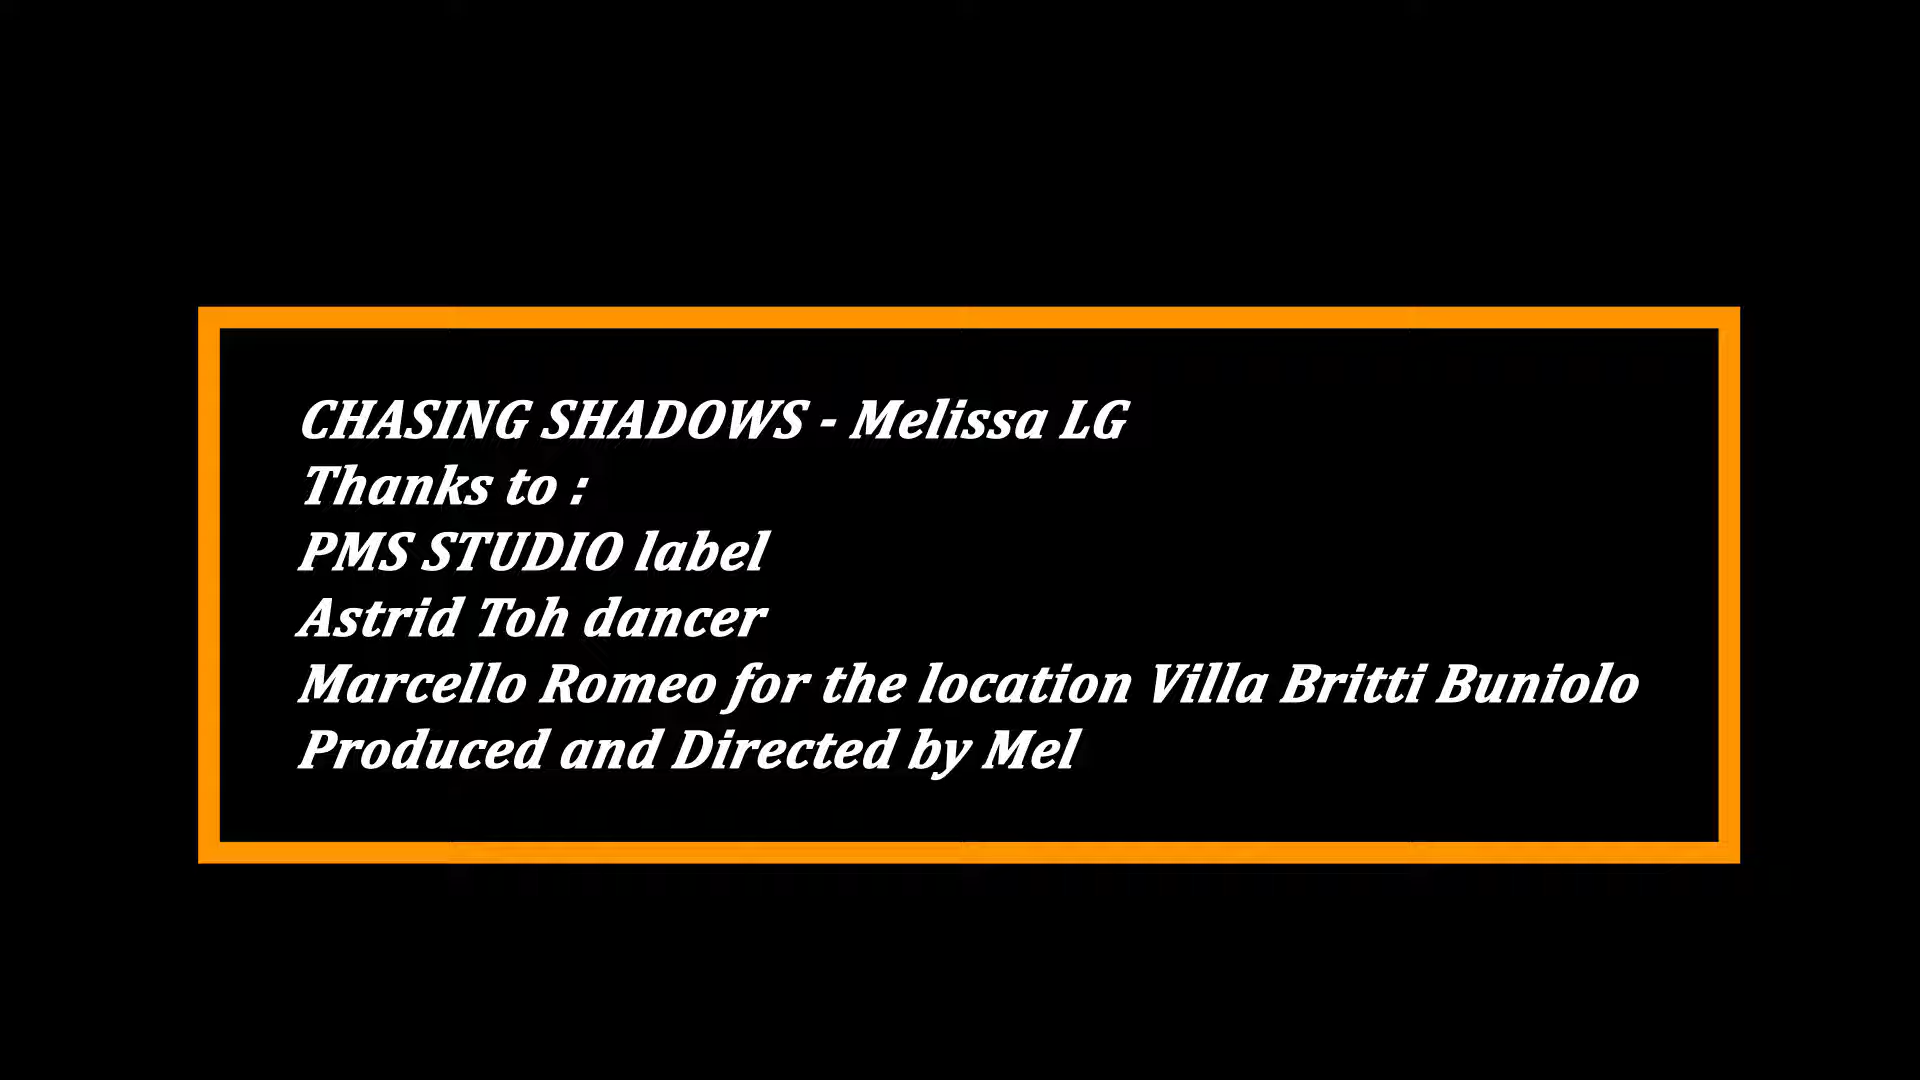 CHASING SHADOWS - Melissa LG
Thanks to :
PMS STUDIO label
Astrid Toh dancer
Marcello Romeo for the location Villa Britti Buniolo
Produced and Directed by Mel